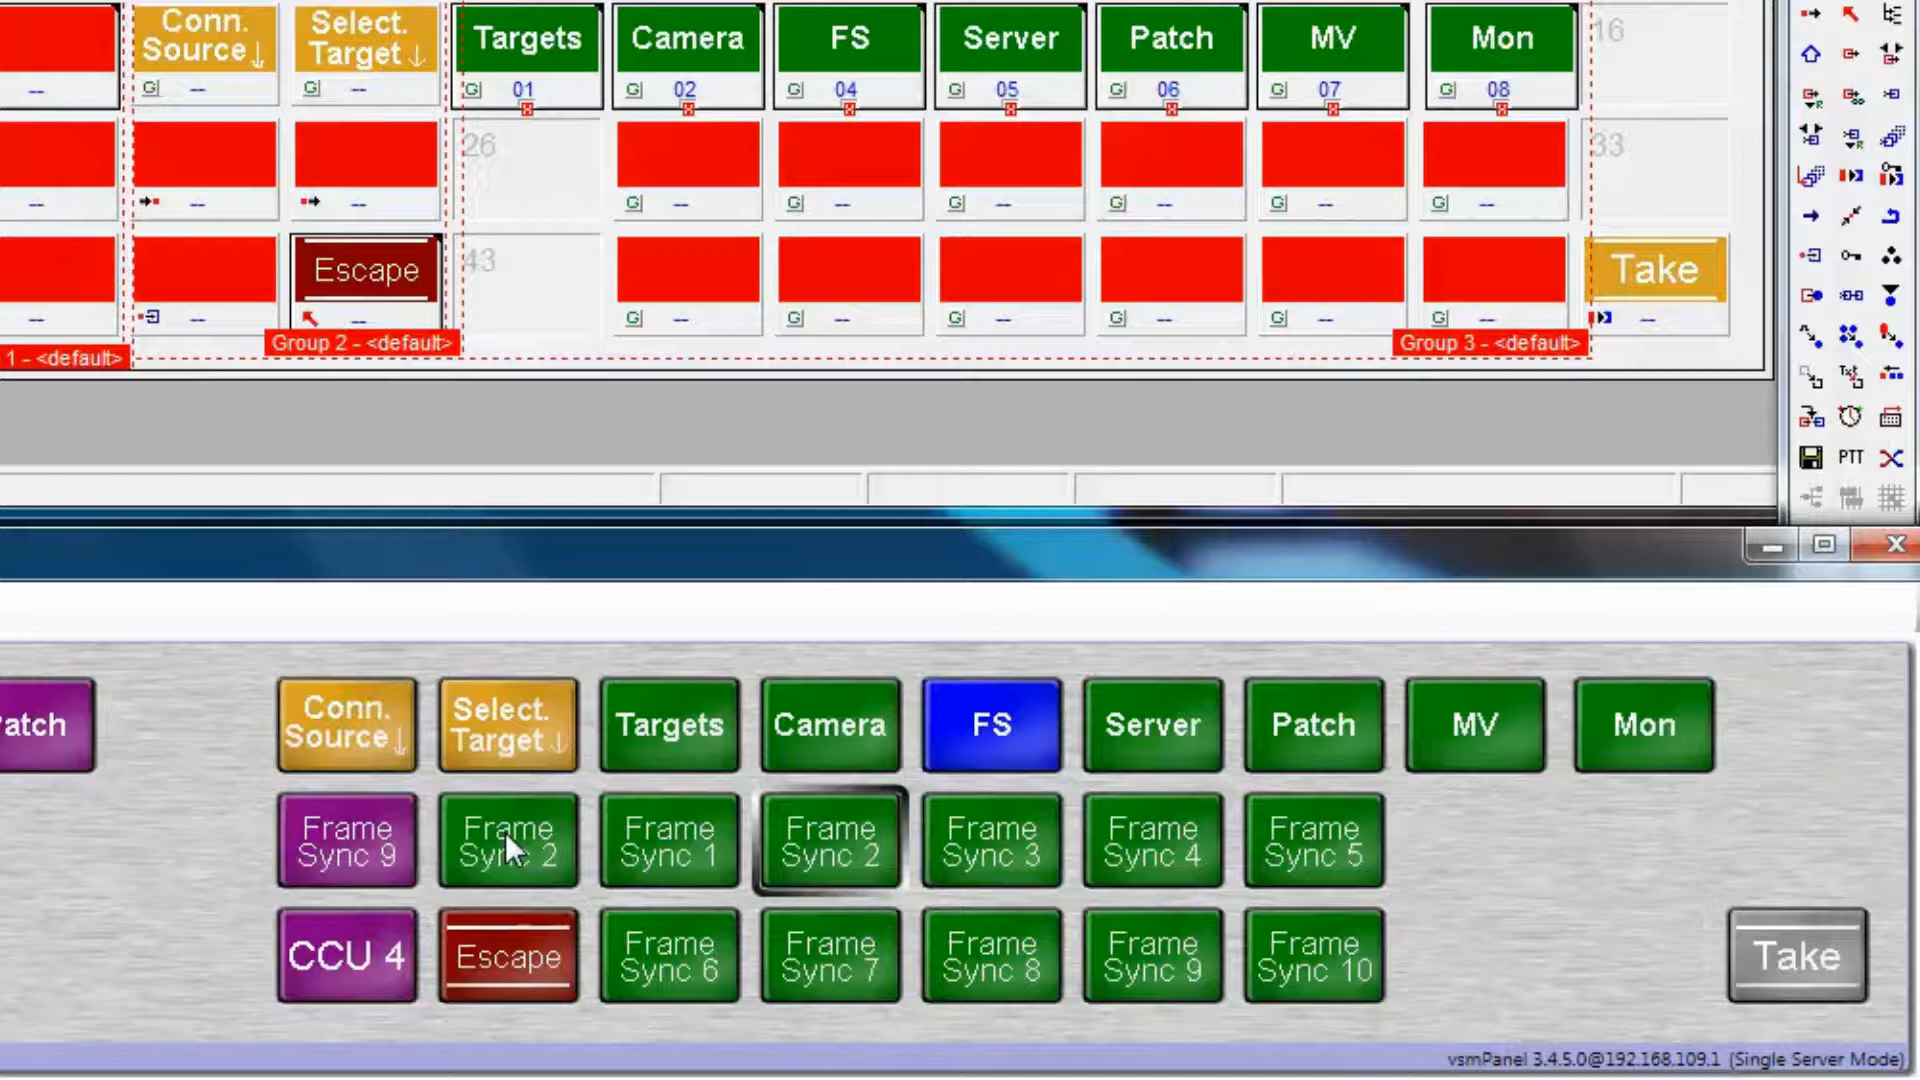 Conn.
Source↓
Select.
Target↓
Targets
Camera
FS
Server
Patch
MV
Mon
16
--
G --
G --
G 01
G 02
G 04
G 05
G 06
G 07
G 08
26
33
--
--
--
G --
G --
G --
G --
G --
G --
Escape
43
Take
--
--
--
G --
G --
G --
G --
G --
G --
--
1 - <default>
Group 2 - <default>
Group 3 - <default>
Txt
PTT
atch
Conn.
Source↓
Select.
Target↓
Targets
Camera
FS
Server
Patch
MV
Mon
Frame
Sync 9
Frame
Sync 2
Frame
Sync 1
Frame
Sync 2
Frame
Sync 3
Frame
Sync 4
Frame
Sync 5
CCU 4
Escape
Frame
Sync 6
Frame
Sync 7
Frame
Sync 8
Frame
Sync 9
Frame
Sync 10
Take
vsmPanel 3.4.5.0@192.168.109.1 (Single Server Mode)